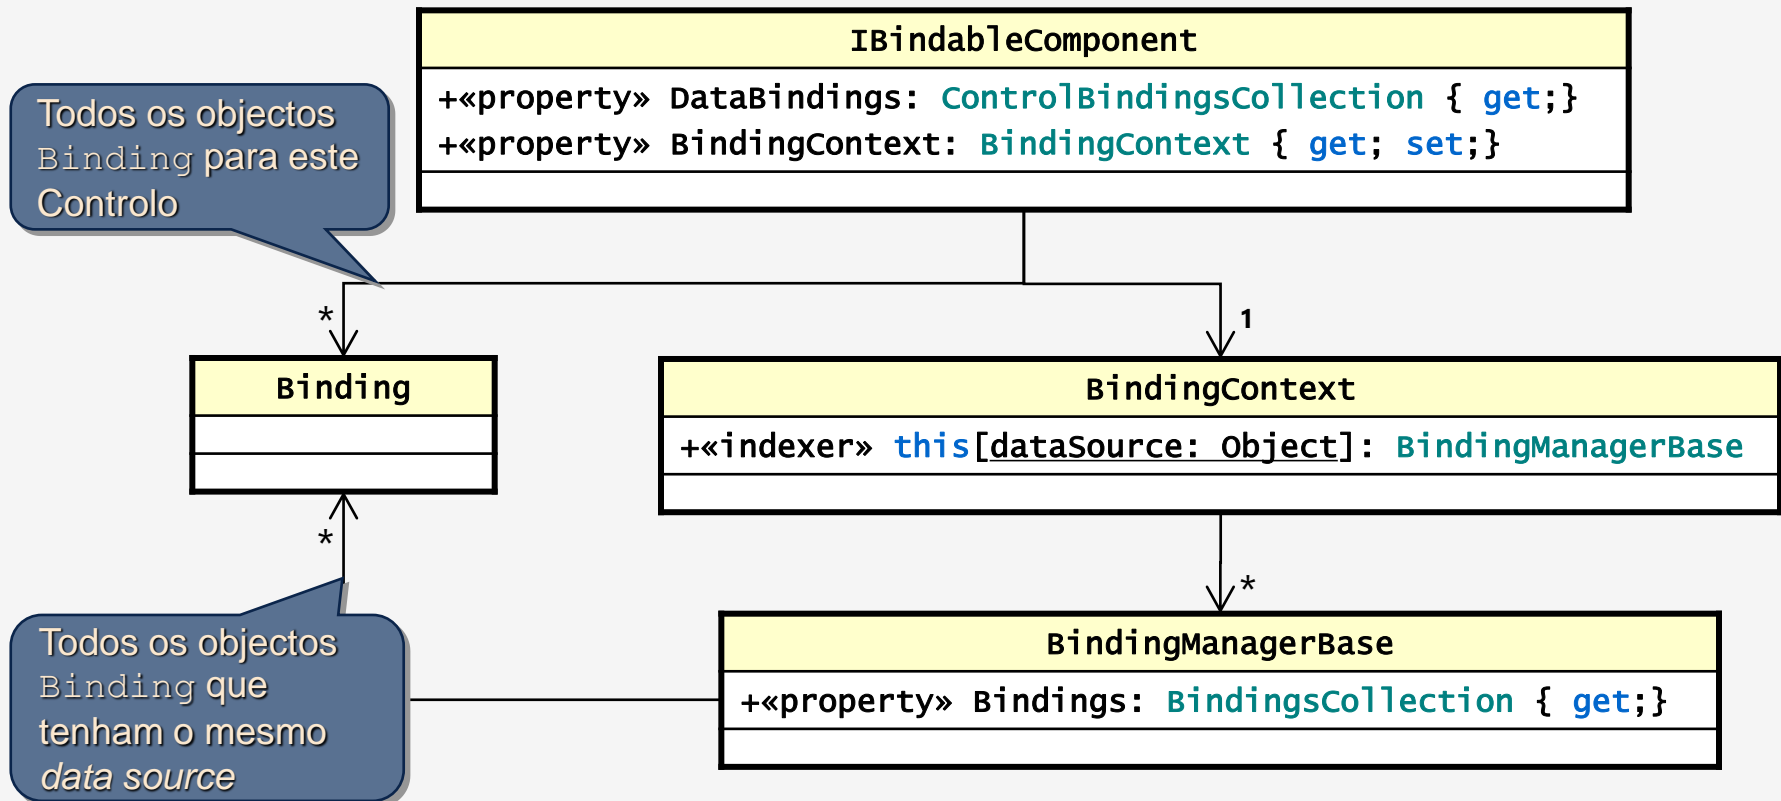 IBindableComponent
+«property» DataBindings: ControlBindingsCollection { get;}
+«property» BindingContext: BindingContext { get; set;}
Todos os objectos
Binding para este
Controlo
*
1
Binding
BindingContext
+«indexer» this[dataSource: Object]: BindingManagerBase
*
*
Todos os objectos
Binding que
tenham o mesmo
data source
BindingManagerBase
+«property» Bindings: BindingsCollection { get;}